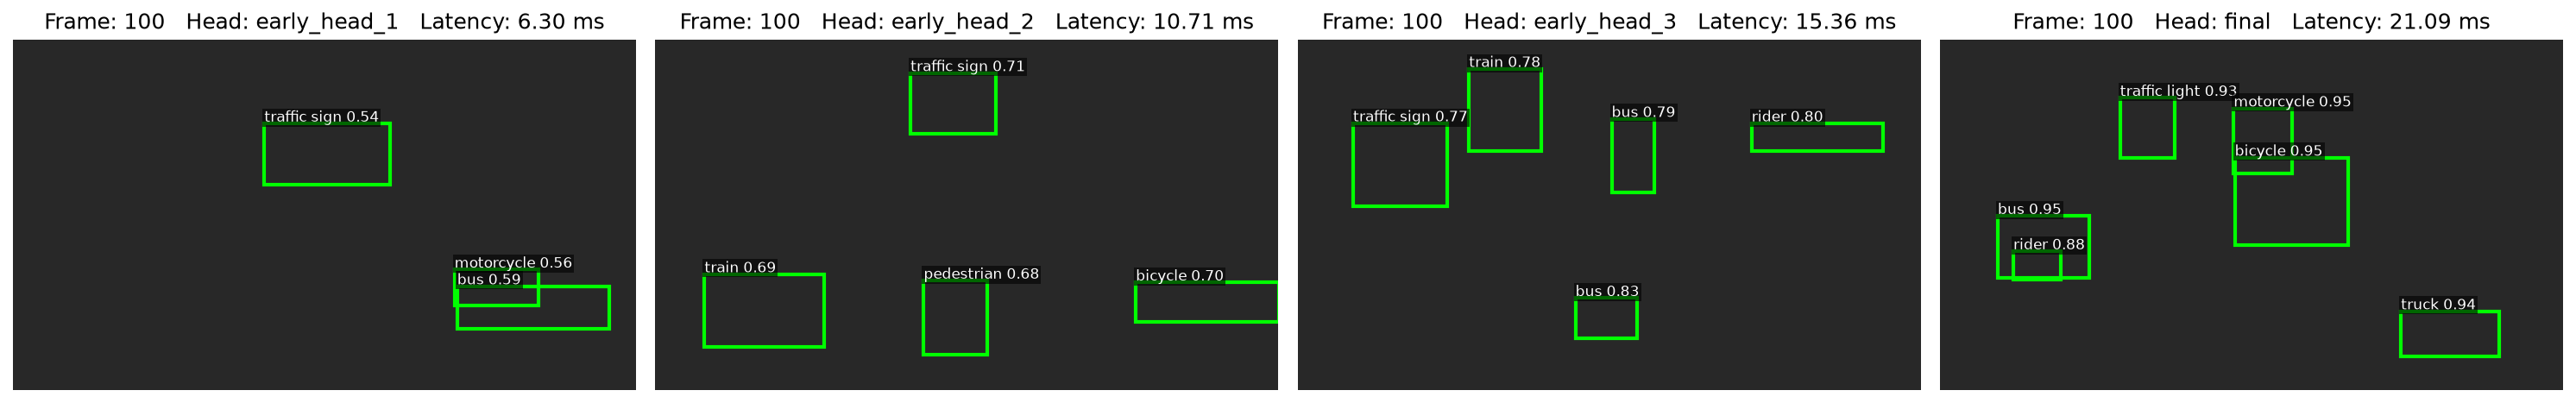 Frame: 100 Head: early_head_1 Latency: 6.30 ms
traffic sign 0.54
motorcycle 0.56
bus 0.59
Frame: 100 Head: early_head_2 Latency: 10.71 ms
traffic sign 0.71
train 0.69
pedestrian 0.68
bicycle 0.70
Frame: 100 Head: early_head_3 Latency: 15.36 ms
train 0.78
traffic sign 0.77
bus 0.79
rider 0.80
bus 0.83
Frame: 100 Head: final Latency: 21.09 ms
traffic light 0.93
motorcycle 0.95
bicycle 0.95
bus 0.95
rider 0.88
truck 0.94